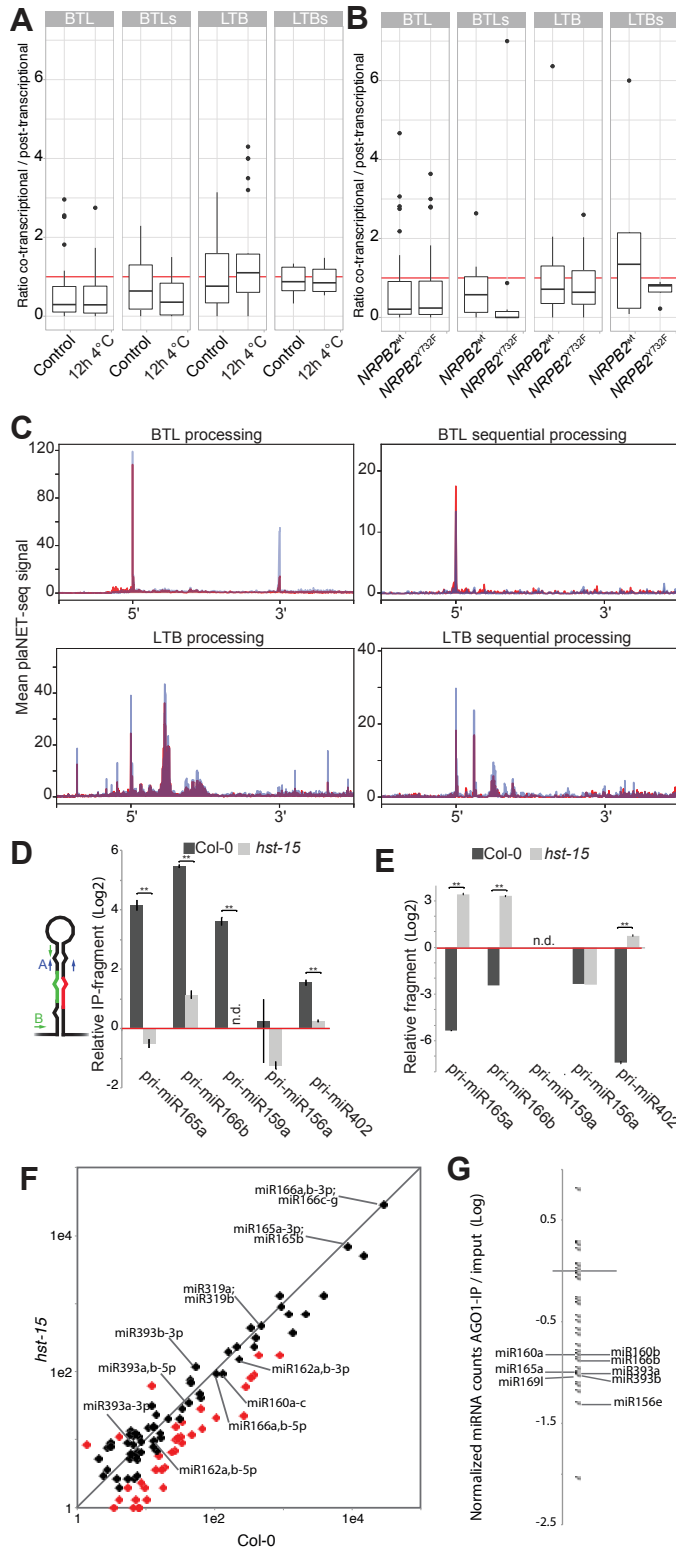 A
BTL BTLs LTB LTBs
Ratio co-transcriptional / post-transcriptional
6
4
2
0
Control 12h 4°C Control 12h 4°C Control 12h 4°C Control 12h 4°C
B
BTL BTLs LTB LTBs
Ratio co-transcriptional / post-transcriptional
6
4
2
0
NRPB2wt NRPB2Y732F NRPB2wt NRPB2Y732F NRPB2wt NRPB2Y732F NRPB2wt NRPB2Y732F
C
Mean plaNET-seq signal
BTL processing
120
80
40
0
5' 3'
BTL sequential processing
20
10
0
5' 3'
LTB processing
40
20
0
5' 3'
LTB sequential processing
40
20
0
5' 3'
D
Col-0 hst-15
A
B
Relative IP-fragment (Log2)
6
4
2
0
-2
** ** ** **
n.d.
pri-miR165a
pri-miR166b
pri-miR159a
pri-miR156a
pri-miR402
E
Col-0 hst-15
Relative fragment (Log2)
3
0
-3
-6
** ** **
n.d.
pri-miR165a
pri-miR166b
pri-miR159a
pri-miR156a
pri-miR402
F
hst-15
1e4
1e2
1
miR166a,b-3p;
miR166c-g
miR165a-3p;
miR165b
miR319a;
miR319b
miR393b-3p
miR393a,b-5p
miR162a,b-3p
miR393a-3p
miR160a-c
miR166a,b-5p
miR162a,b-5p
1 1e2 1e4
Col-0
G
Normalized miRNA counts AGO1-IP / imput (Log)
0.5
-0.5
-1.5
-2.5
miR160a miR160b
miR166b
miR165a miR393a
miR169l miR393b
miR156e